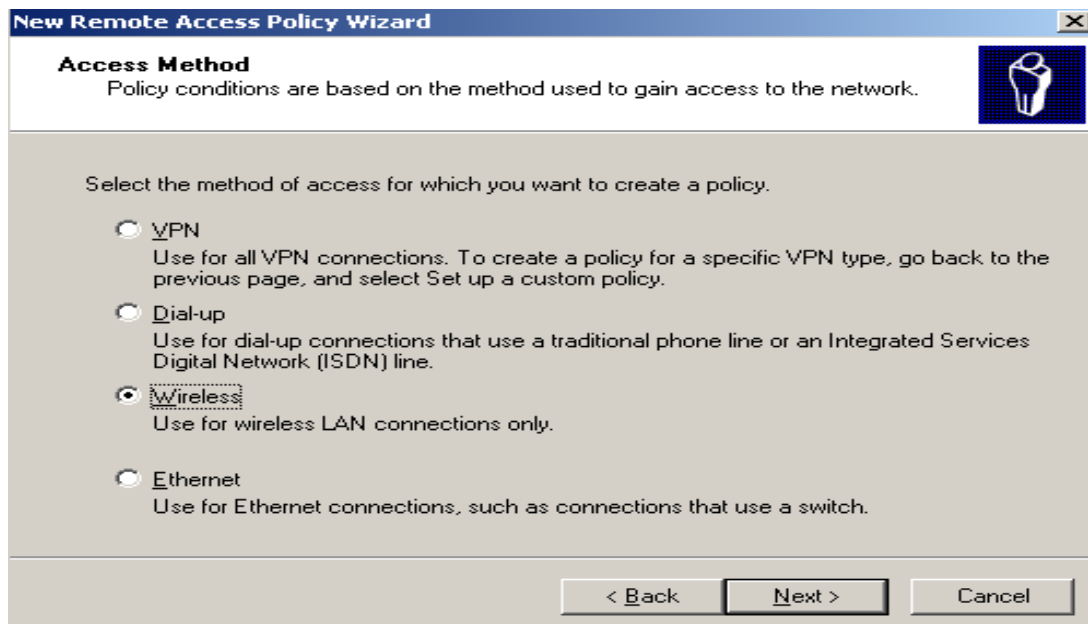 New Remote Access Policy Wizard
Access Method
Policy conditions are based on the method used to gain access to the network.
Select the method of access for which you want to create a policy.
VPN
Use for all VPN connections. To create a policy for a specific VPN type, go back to the
previous page, and select Set up a custom policy.
Dial-up
Use for dial-up connections that use a traditional phone line or an Integrated Services
Digital Network (ISDN) line.
Wireless
Use for wireless LAN connections only.
Ethernet
Use for Ethernet connections, such as connections that use a switch.
< Back
Next >
Cancel